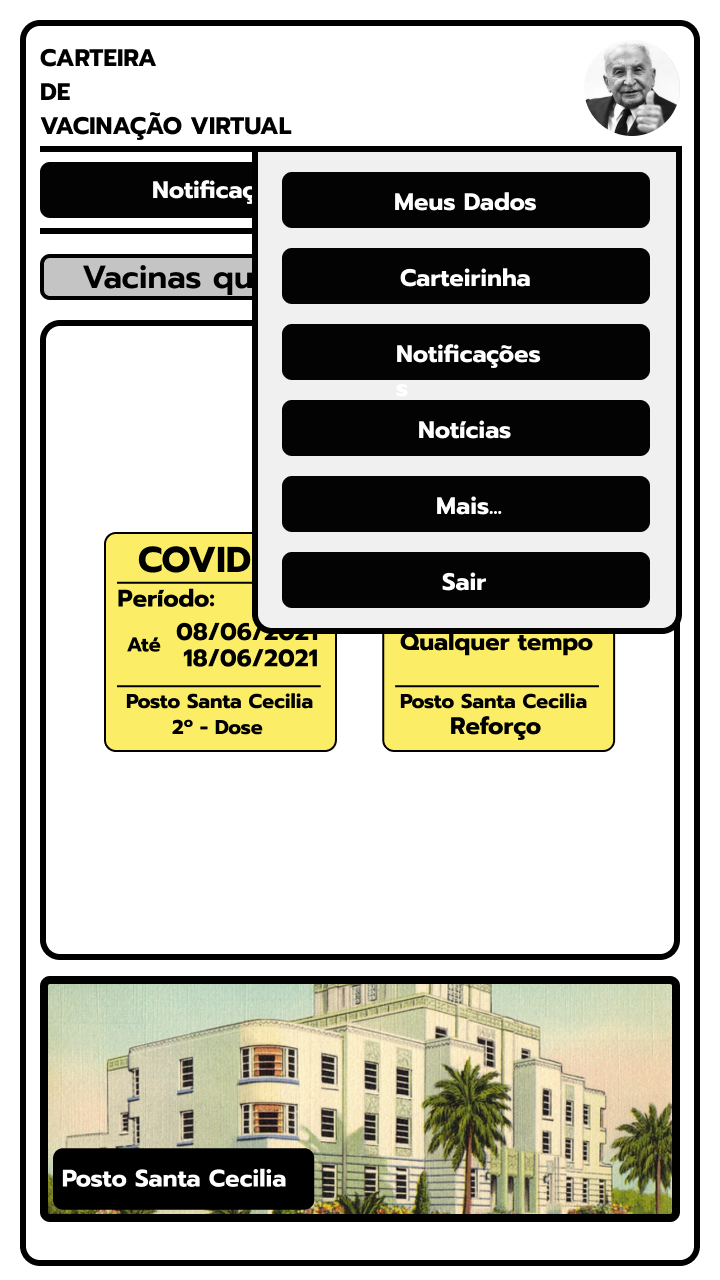 CARTEIRA
DE
VACINAÇÃO VIRTUAL
Notificaç
Vacinas qu
Meus Dados
Carteirinha
Notificações
s
Notícias
Mais...
Sair
COVID
Período:
Até
08/06/2021
18/06/2021
Posto Santa Cecilia
2º - Dose
Qualquer tempo
Posto Santa Cecilia
Reforço
Posto Santa Cecilia